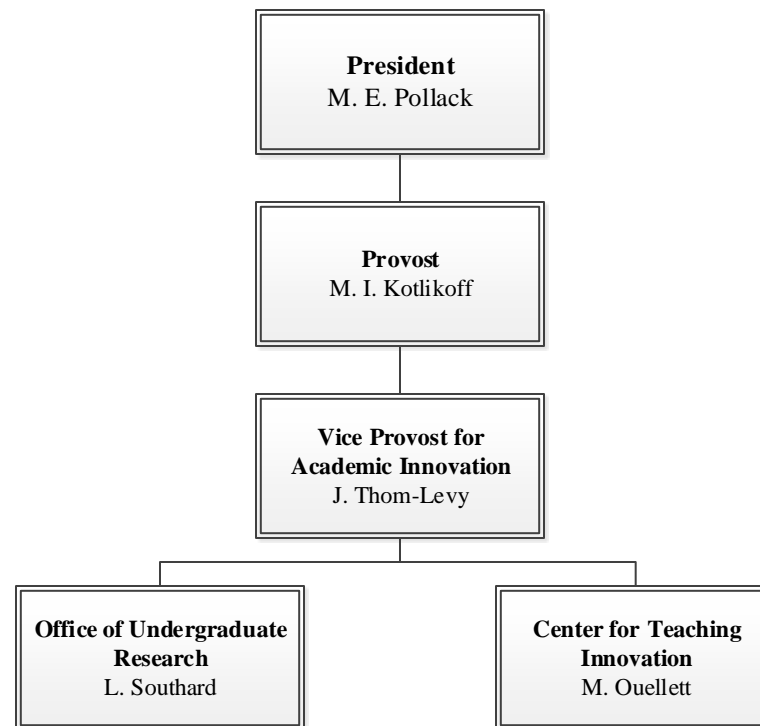 President
M. E. Pollack
Provost
M. I. Kotlikoff
Vice Provost for
Academic Innovation
J. Thom-Levy
Office of Undergraduate
Research
L. Southard
Center for Teaching
Innovation
M. Ouellett